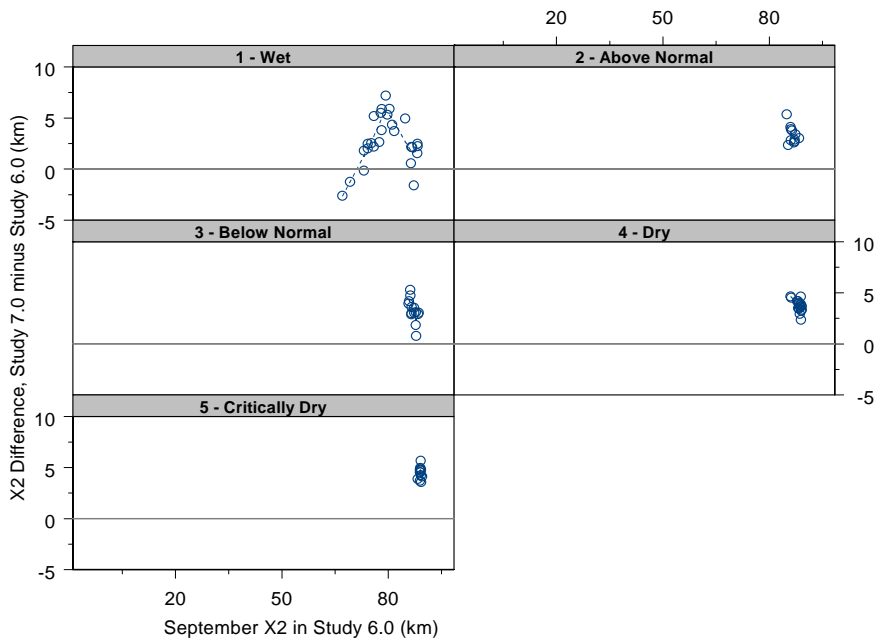 20 50 80
1 - Wet 2 - Above Normal
10
5
0
-5
3 - Below Normal 4 - Dry
10
5
0
-5
5 - Critically Dry
10
5
0
-5
20 50 80
September X2 in Study 6.0 (km)
X2 Difference, Study 7.0 minus Study 6.0 (km)